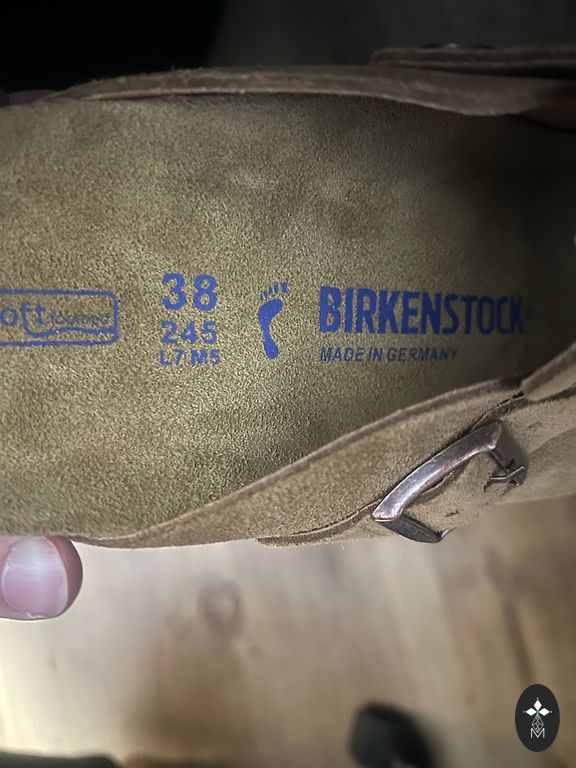 oft footbed
38
245
L7 M5
BIRKENSTOCK
MADE IN GERMANY
M